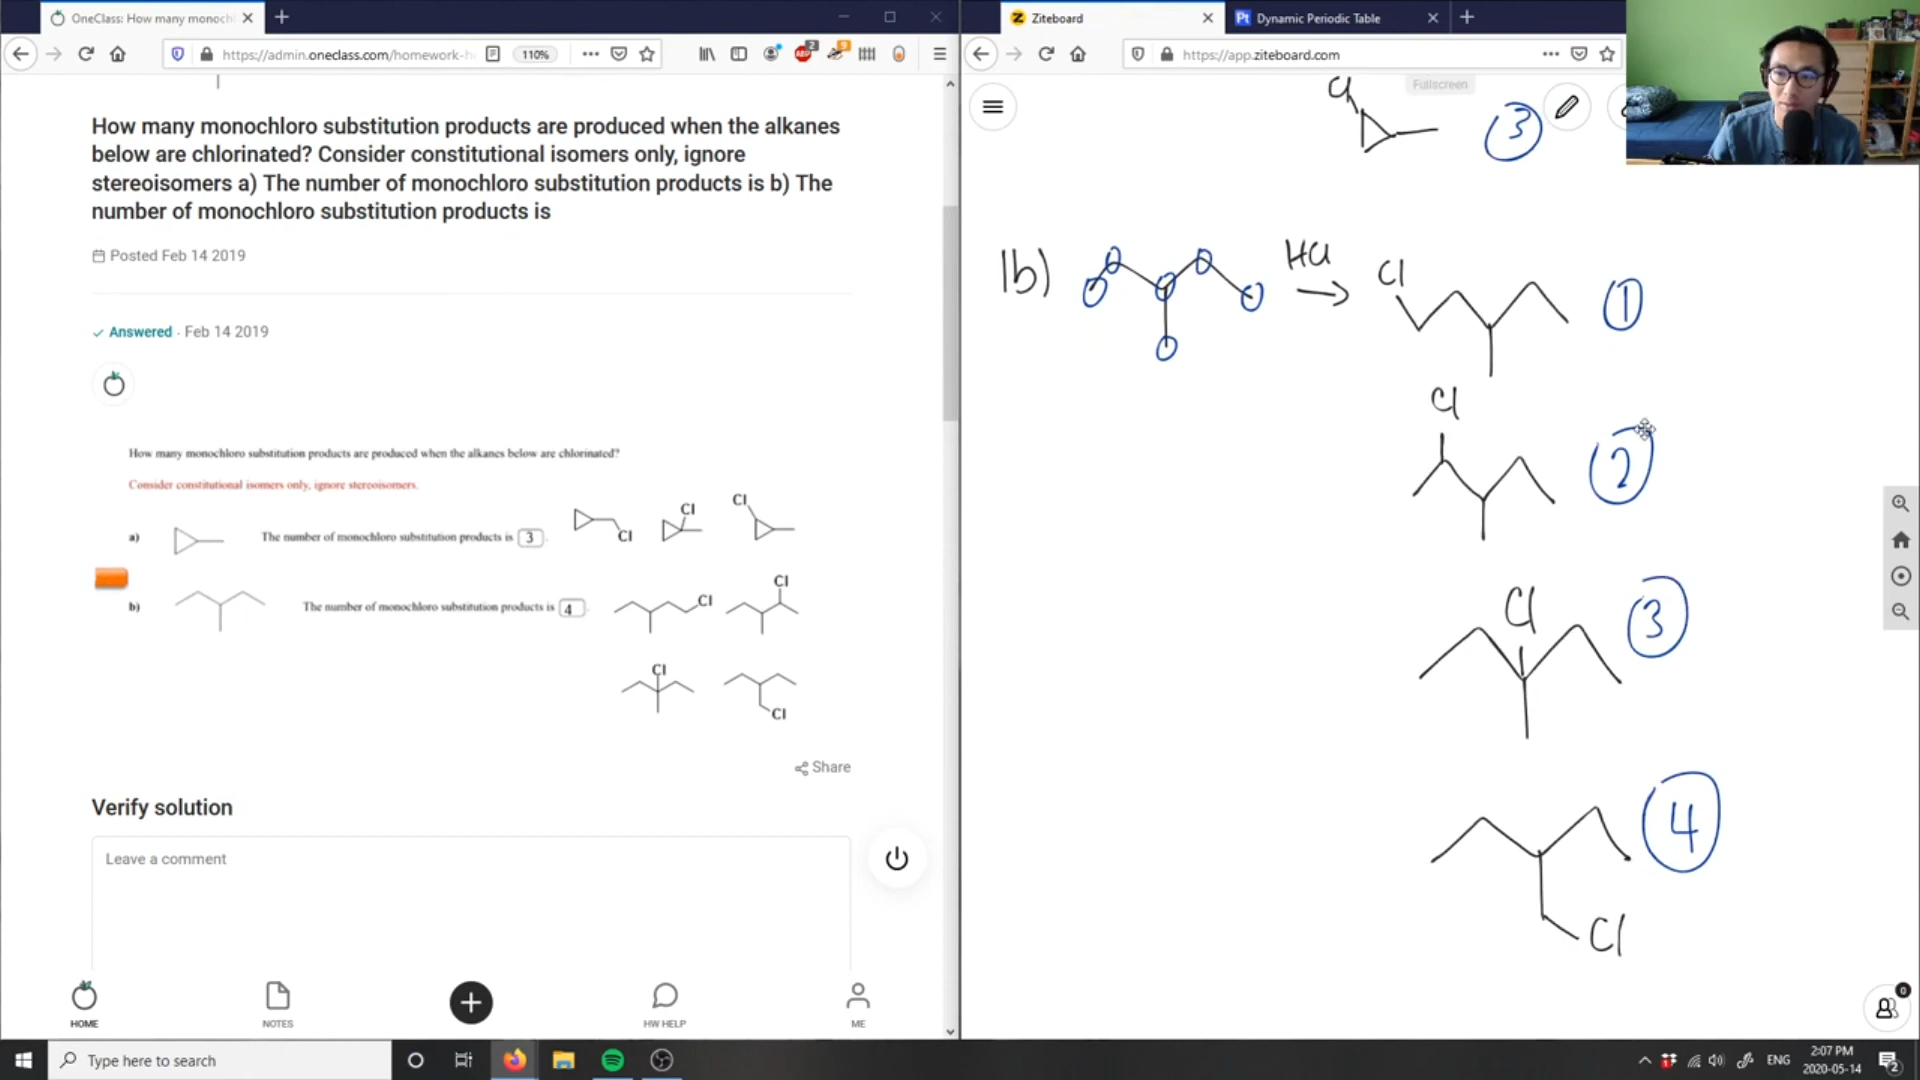 OneClass: How many monochl
Ziteboard
Pt Dynamic Periodic Table
https://admin.oneclass.com/homework-h
110%
2
9
https://app.ziteboard.com
Fullscreen
How many monochloro substitution products are produced when the alkanes
below are chlorinated? Consider constitutional isomers only, ignore
stereoisomers a) The number of monochloro substitution products is b) The
number of monochloro substitution products is
Posted Feb 14 2019
Answered · Feb 14 2019
How many monochloro substitution products are produced when the alkanes below are chlorinated?
Consider constitutional isomers only, ignore stereoisomers.
a) The number of monochloro substitution products is 3 .
Cl
Cl
Cl
b) The number of monochloro substitution products is 4 .
Cl
Cl
Cl
Cl
Share
Verify solution
Leave a comment
HOME
NOTES
HW HELP
ME
Cl
3
1b)
HCl
Cl
1
Cl
2
Cl
3
4
Cl
0
Type here to search
ENG
2:07 PM
2020-05-14
2